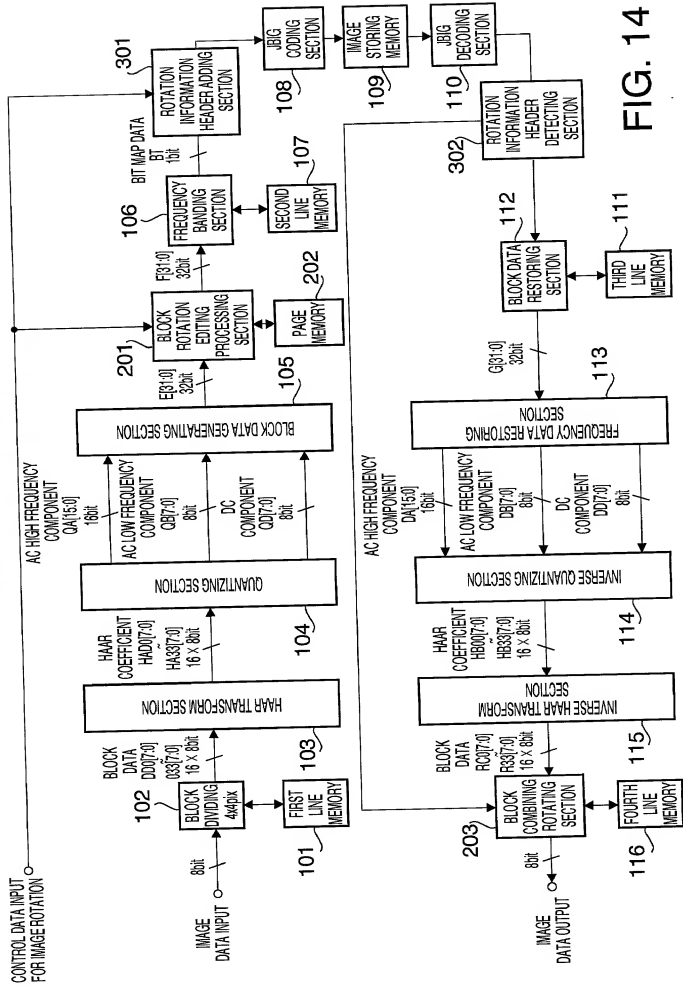 CONTROL DATA INPUT
FOR IMAGE ROTATION
IMAGE
DATA INPUT
8bit
102
BLOCK
DIVIDING
4x4pix
FIRST LINE
MEMORY
101
BLOCK
DATA
DD0[7:0]
~
033[7:0]
16 × 8bit
HAAR TRANSFORM SECTION
103
HAAR
COEFFICIENT
HAD0[7:0]
~
HA33[7:0]
16 × 8bit
QUANTIZING SECTION
104
AC HIGH FREQUENCY
COMPONENT
QA[15:0]
16bit
AC LOW FREQUENCY
COMPONENT
QB[7:0]
8bit
DC
COMPONENT
QD[7:0]
8bit
BLOCK DATA GENERATING SECTION
105
E[31:0]
32bit
201
BLOCK
ROTATION
EDITING
PROCESSING
SECTION
PAGE
MEMORY
202
F[31:0]
32bit
106
FREQUENCY
BANDING
SECTION
SECOND LINE
MEMORY
107
BIT MAP DATA
BT
1bit
301
ROTATION
INFORMATION
HEADER ADDING
SECTION
JBIG
CODING
SECTION
108
IMAGE
STORING
MEMORY
109
JBIG
DECODING
SECTION
110
ROTATION
INFORMATION
HEADER
DETECTING
SECTION
302
112
BLOCK DATA
RESTORING
SECTION
THIRD LINE
MEMORY
111
G[31:0]
32bit
FREQUENCY DATA RESTORING
SECTION
113
AC HIGH FREQUENCY
COMPONENT
DA[15:0]
16bit
AC LOW FREQUENCY
COMPONENT
DB[7:0]
8bit
DC
COMPONENT
DD[7:0]
8bit
INVERSE QUANTIZING SECTION
114
HAAR
COEFFICIENT
HB00[7:0]
~
HB33[7:0]
16 × 8bit
INVERSE HAAR TRANSFORM
SECTION
115
BLOCK
DATA
RC0[7:0]
~
R33[7:0]
16 × 8bit
203
BLOCK
COMBINING
ROTATING
SECTION
FOURTH LINE
MEMORY
116
8bit
IMAGE
DATA OUTPUT
FIG. 14